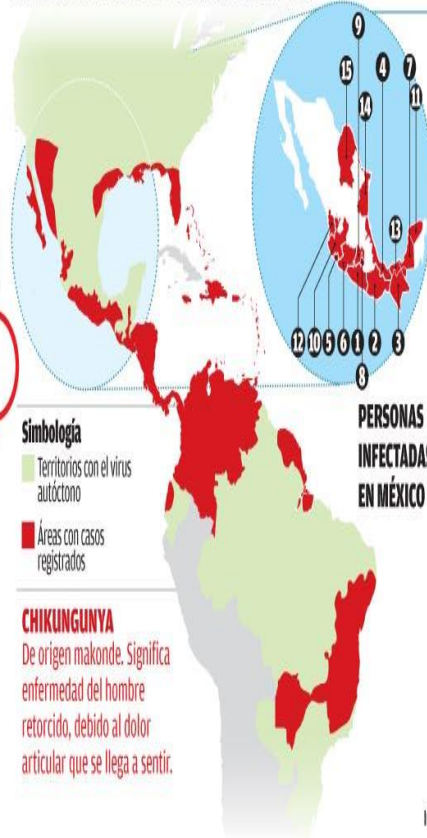 9
15
4
7
11
14
13
12
10
5
6
1
2
3
8
PERSONAS
INFECTADAS
EN MÉXICO
Simbología
Territorios con el virus
autóctono
Áreas con casos
registrados
CHIKUNGUNYA
De origen makonde. Significa
enfermedad del hombre
retorcido, debido al dolor
articular que se llega a sentir.